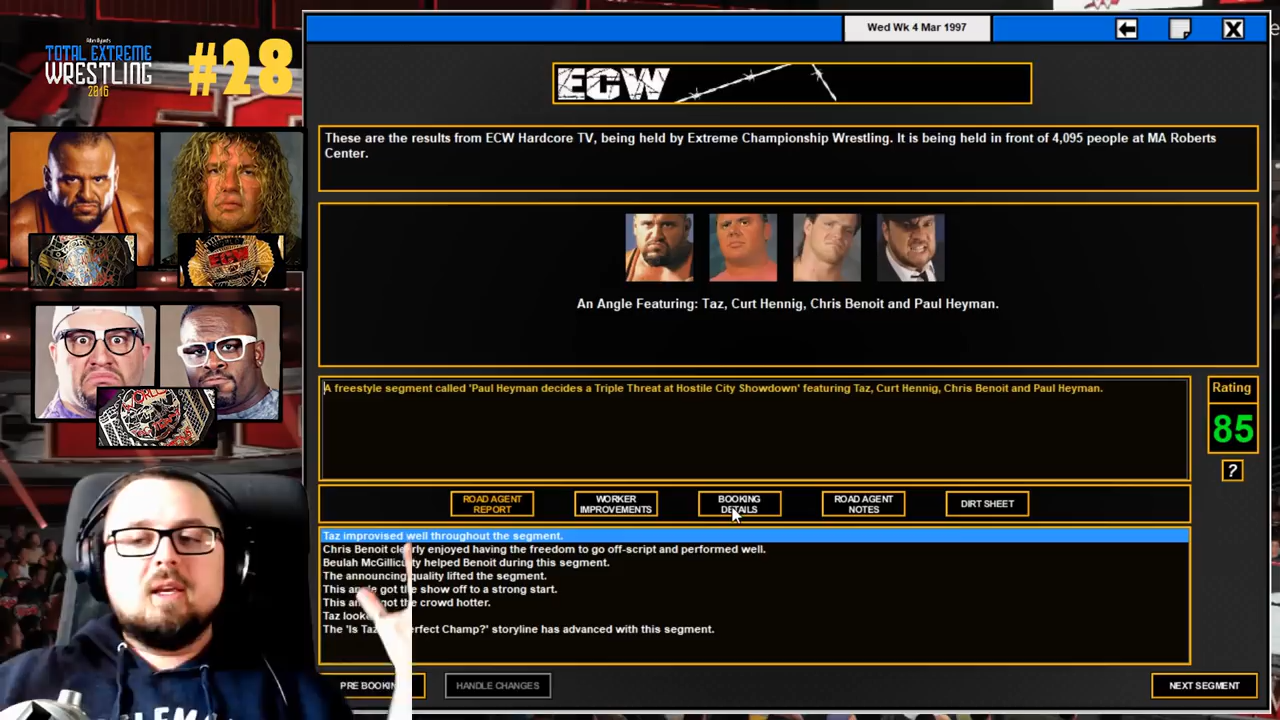 Wed Wk 4 Mar 1997
TOTAL EXTREME
WRESTLING
2016
#28
ECW
These are the results from ECW Hardcore TV, being held by Extreme Championship Wrestling. It is being held in front of 4,095 people at MA Roberts
Center.
An Angle Featuring: Taz, Curt Hennig, Chris Benoit and Paul Heyman.
A freestyle segment called 'Paul Heyman decides a Triple Threat at Hostile City Showdown' featuring Taz, Curt Hennig, Chris Benoit and Paul Heyman.
Rating
85
?
ROAD AGENT
REPORT
WORKER
IMPROVEMENTS
BOOKING
DETAILS
ROAD AGENT
NOTES
DIRT SHEET
Taz improvised well throughout the segment.
Chris Benoit clearly enjoyed having the freedom to go off-script and performed well.
Beulah McGillicutty helped Benoit during this segment.
The announcing quality lifted the segment.
This angle got the show off to a strong start.
This angle got the crowd hotter.
Taz looke
The 'Is Taz erfect Champ?' storyline has advanced with this segment.
PRE BOOKIN
HANDLE CHANGES
NEXT SEGMENT